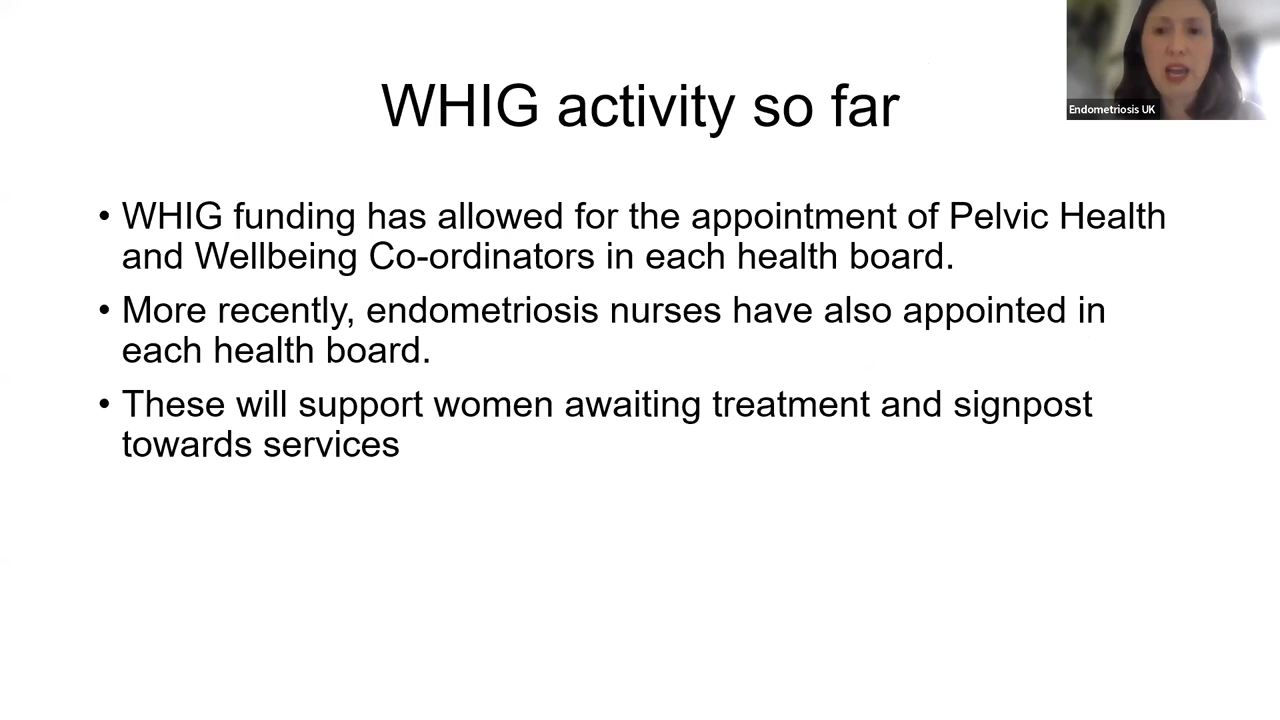 WHIG activity so far
Endometriosis UK
• WHIG funding has allowed for the appointment of Pelvic Health
and Wellbeing Co-ordinators in each health board.
• More recently, endometriosis nurses have also appointed in
each health board.
• These will support women awaiting treatment and signpost
towards services